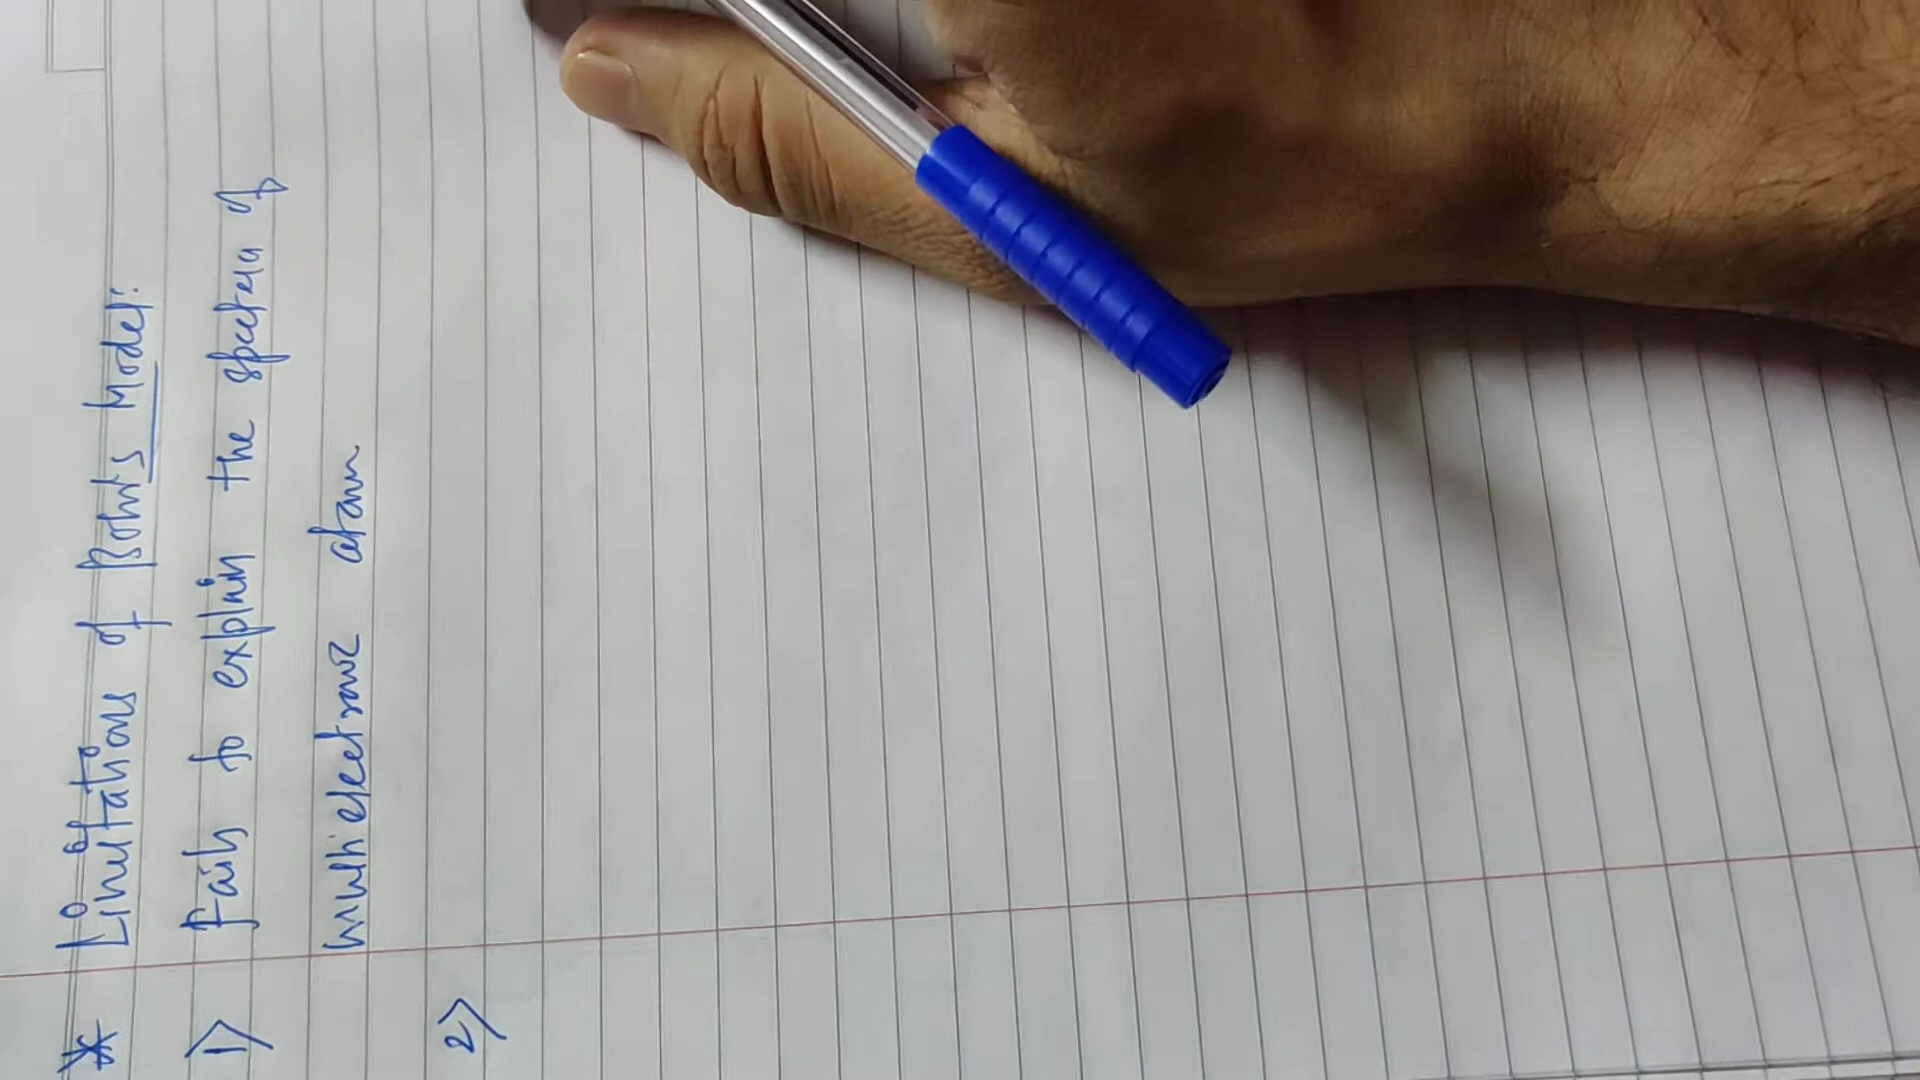 * Limitations of Bohr's Model:
1) Fails to explain the spectra of
multielectronic atom
2)